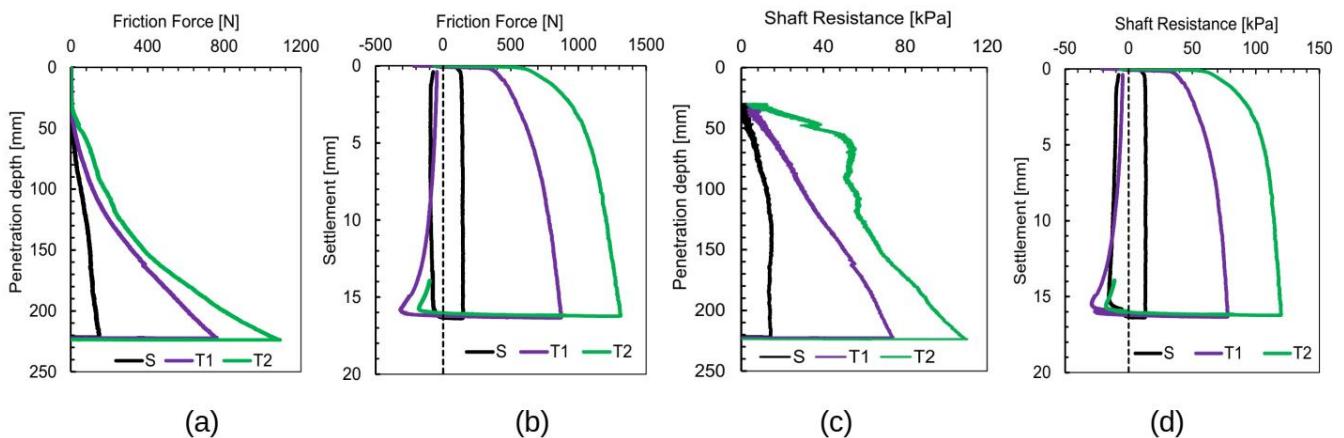 Friction Force [N]
0 400 800 1200
Penetration depth [mm]
0
50
100
150
200
250
S T1 T2
(a)
Friction Force [N]
-500 0 500 1000 1500
Settlement [mm]
0
5
10
15
20
S T1 T2
(b)
Shaft Resistance [kPa]
0 40 80 120
Penetration depth [mm]
0
50
100
150
200
250
S T1 T2
(c)
Shaft Resistance [kPa]
-50 0 50 100 150
Settlement [mm]
0
5
10
15
20
S T1 T2
(d)